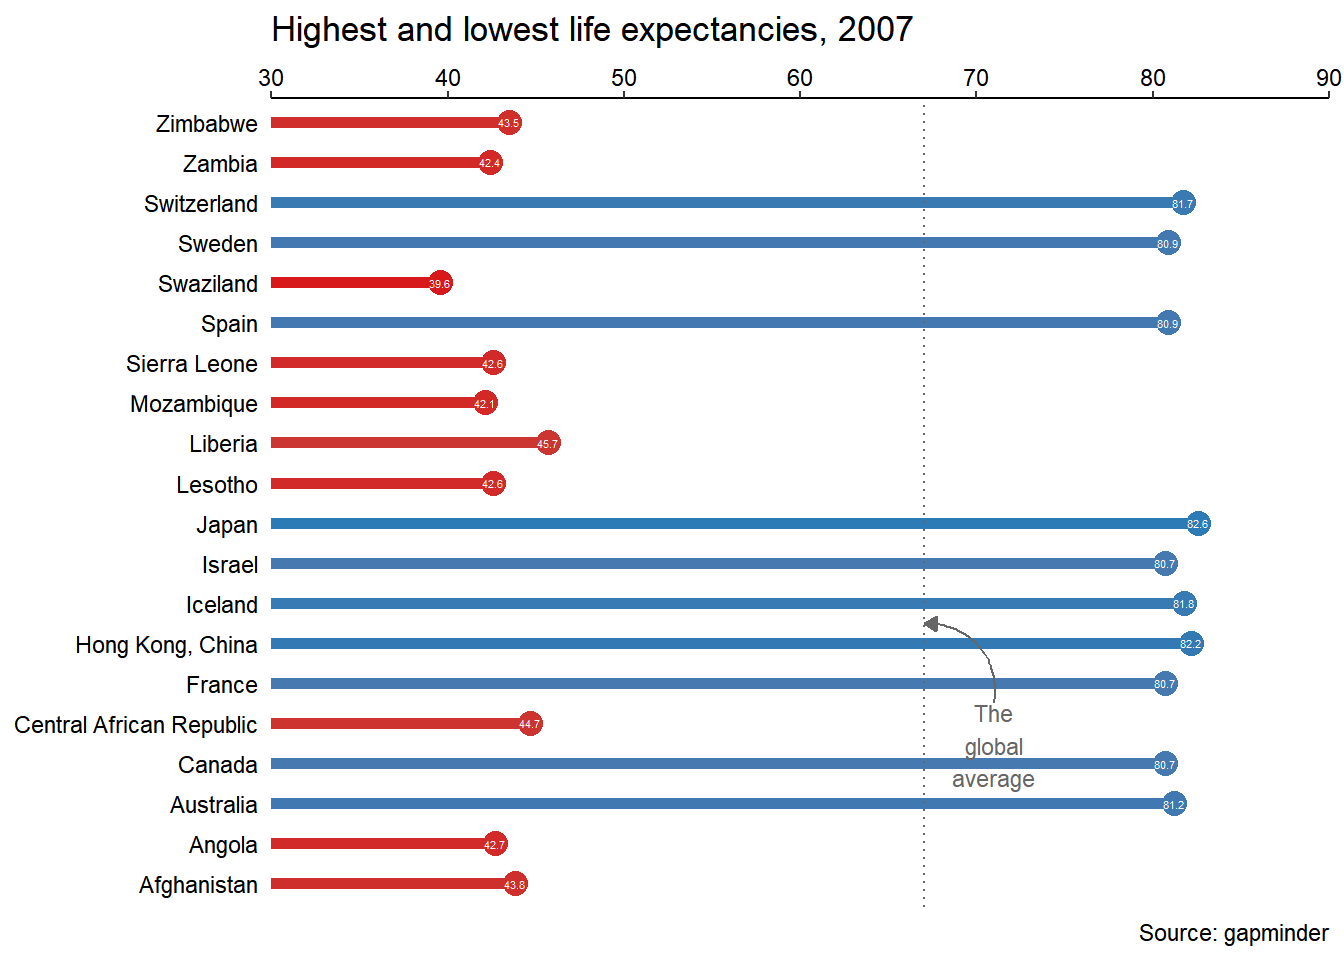 Highest and lowest life expectancies, 2007
30 40 50 60 70 80 90
Zimbabwe 43.5
Zambia 42.4
Switzerland 81.7
Sweden 80.9
Swaziland 39.6
Spain 80.9
Sierra Leone 42.6
Mozambique 42.1
Liberia 45.7
Lesotho 42.6
Japan 82.6
Israel 80.7
Iceland 81.8
Hong Kong, China 82.2
France 80.7
The
Central African Republic 44.7
global
Canada 80.7
average
Australia 81.2
Angola 42.7
Afghanistan 43.8
Source: gapminder